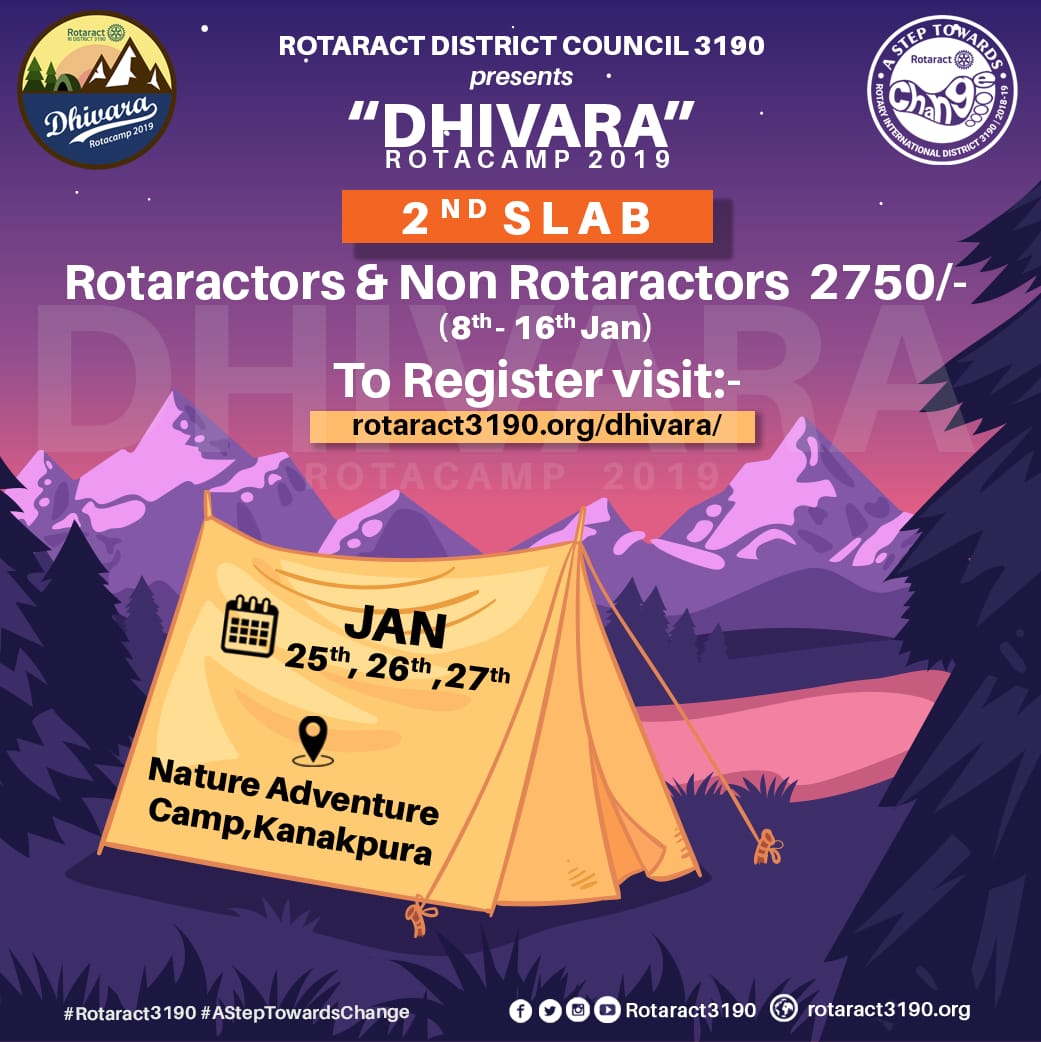 Rotaract
RI DISTRICT 3190
Dhivara
Rotacamp 2019
ROTARACT DISTRICT COUNCIL 3190
presents
“DHIVARA”
ROTACAMP 2019
A STEP TOWARDS
Rotaract
Change
ROTARY INTERNATIONAL DISTRICT 3190 | 2018-19
2ND SLAB
Rotaractors & Non Rotaractors 2750/-
(8th - 16th Jan)
To Register visit:-
rotaract3190.org/dhivara/
DHIVARA
ROTACAMP 2019
JAN
25th, 26th, 27th
Nature Adventure
Camp,Kanakpura
#Rotaract3190 #AStepTowardsChange
Rotaract3190 rotaract3190.org